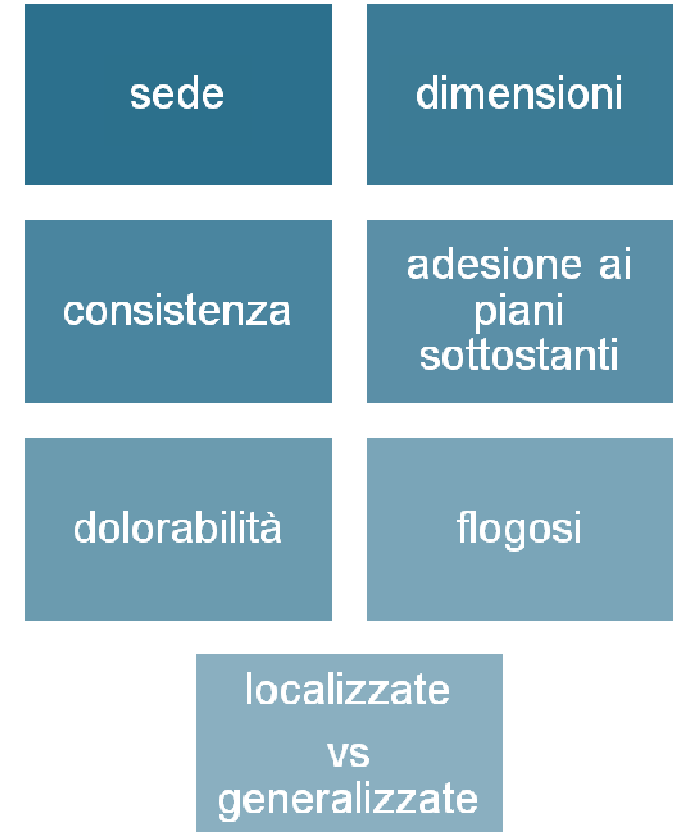 sede
dimensioni
consistenza
adesione ai
piani
sottostanti
dolorabilità
flogosi
localizzate
vs
generalizzate